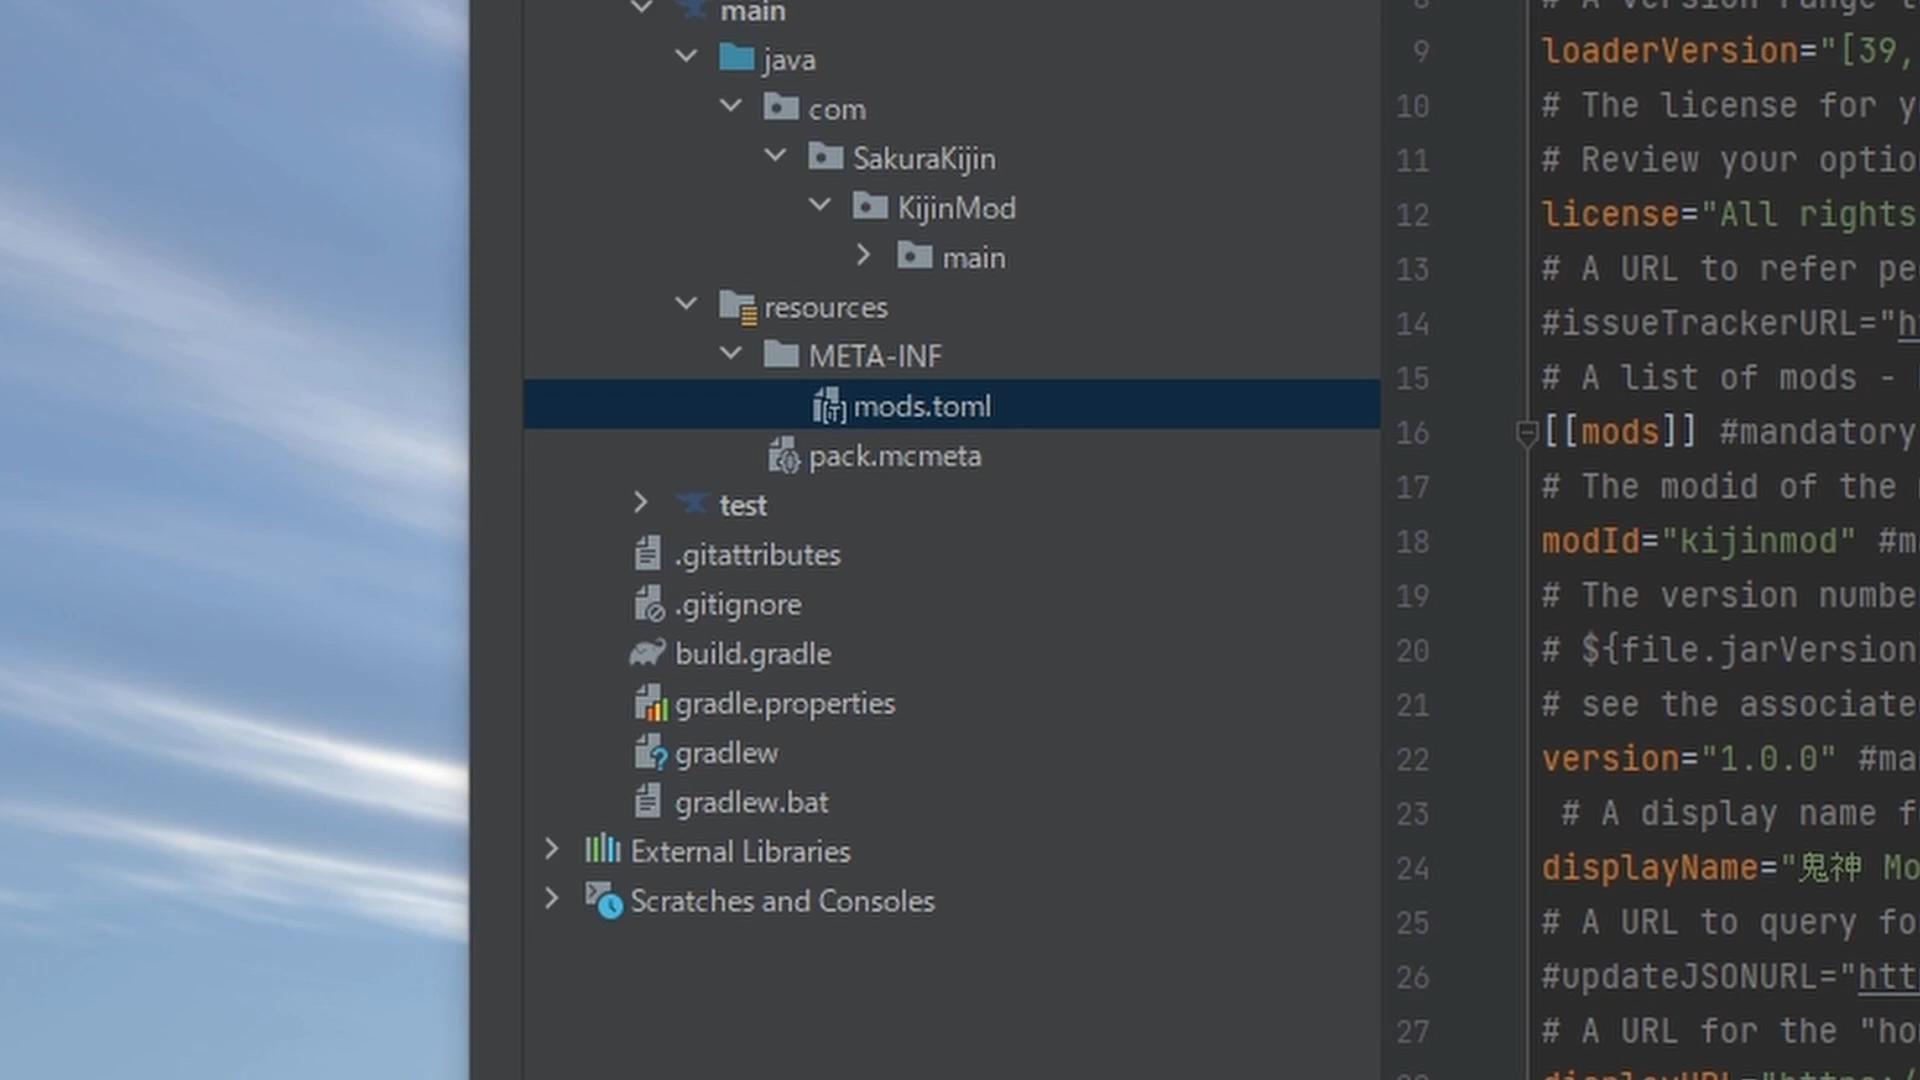 main
java
com
SakuraKijin
KijinMod
main
resources
META-INF
mods.toml
pack.mcmeta
test
.gitattributes
.gitignore
build.gradle
gradle.properties
gradlew
gradlew.bat
External Libraries
Scratches and Consoles
9 loaderVersion="[39,
10 # The license for y
11 # Review your optio
12 license="All rights
13 # A URL to refer pe
14 #issueTrackerURL="h
15 # A list of mods -
16 [[mods]] #mandatory
17 # The modid of the
18 modId="kijinmod" #ma
19 # The version numbe
20 # ${file.jarVersion
21 # see the associate
22 version="1.0.0" #ma
23 # A display name f
24 displayName="鬼神 Mo
25 # A URL to query fo
26 #updateJSONURL="htt
27 # A URL for the "ho